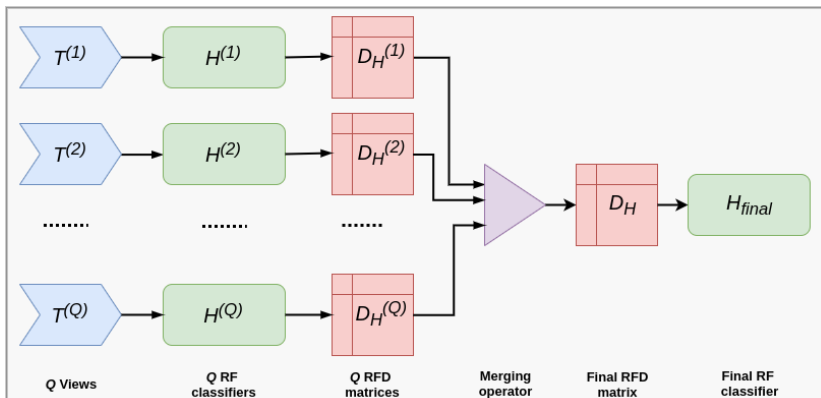 T(1) H(1) DH(1)
T(2) H(2) DH(2)
........ ........ .......
DH Hfinal
T(Q) H(Q) DH(Q)
Q Views Q RF Q RFD Merging Final RFD Final RF
classifiers matrices operator matrix classifier